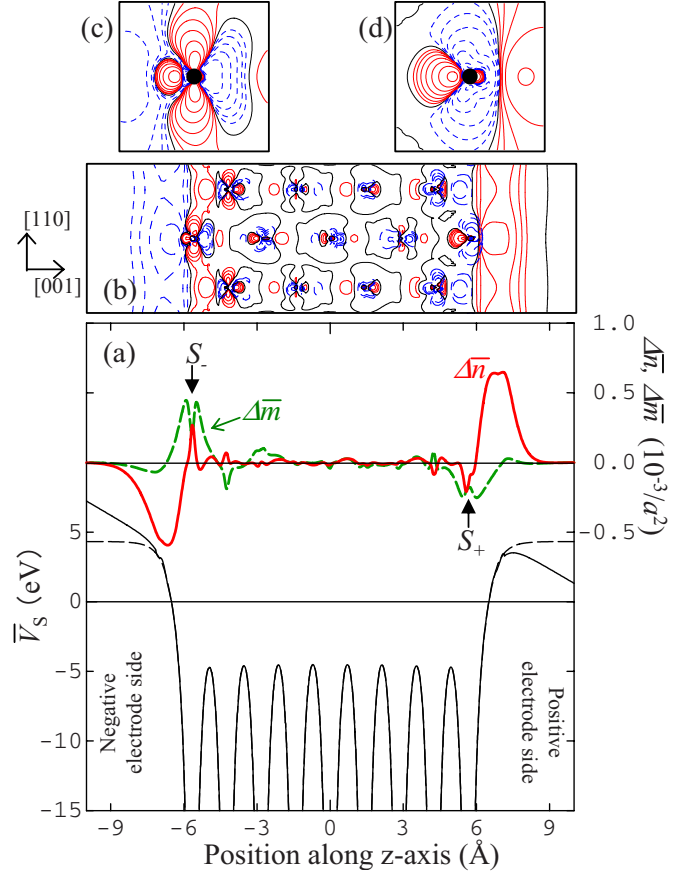 (c)
(d)
[110]
[001]
(b)
(a)
S₋
Δm̅
Δn̅
S₊
1.0
0.5
0.0
-0.5
Δn̅, Δm̅ (10⁻³/a²)
5
0
-5
-10
-15
V̅s (eV)
Negative
electrode side
Positive
electrode side
-9
-6
-3
0
3
6
9
Position along z-axis (Å)